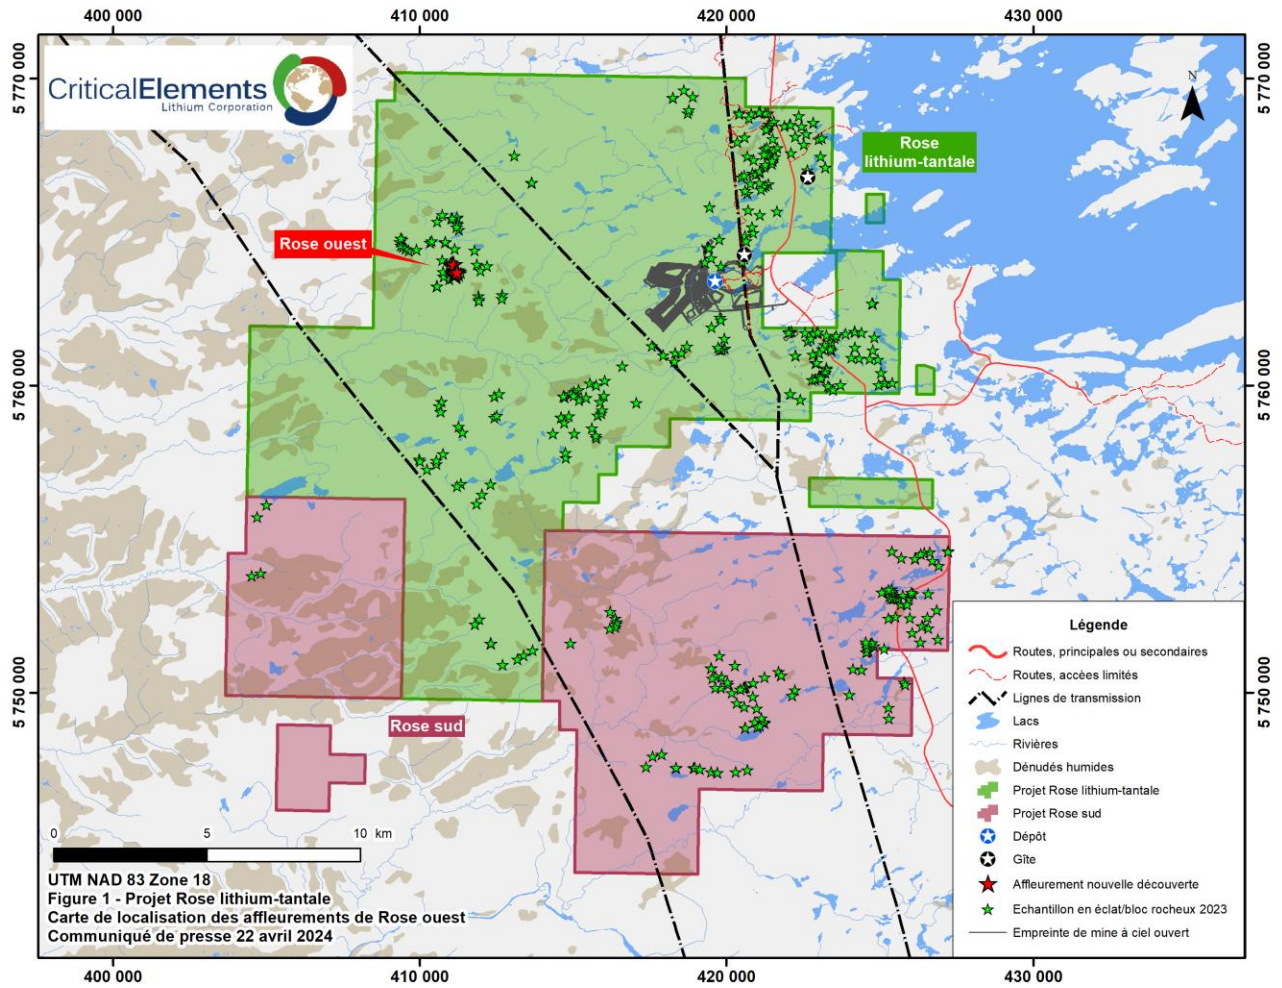 400 000
410 000
420 000
430 000
5 770 000
5 770 000
CriticalElements
Lithium Corporation
N
Rose
lithium-tantale
Rose ouest
5 760 000
5 760 000
5 750 000
5 750 000
Rose sud
0 5 10 km
UTM NAD 83 Zone 18
Figure 1 - Projet Rose lithium-tantale
Carte de localisation des affleurements de Rose ouest
Communiqué de presse 22 avril 2024
Légende
Routes, principales ou secondaires
Routes, accèes limités
Lignes de transmission
Lacs
Rivières
Dénudés humides
Projet Rose lithium-tantale
Projet Rose sud
Dépôt
Gîte
Affleurement nouvelle découverte
Echantillon en éclat/bloc rocheux 2023
Empreinte de mine à ciel ouvert
400 000
410 000
420 000
430 000